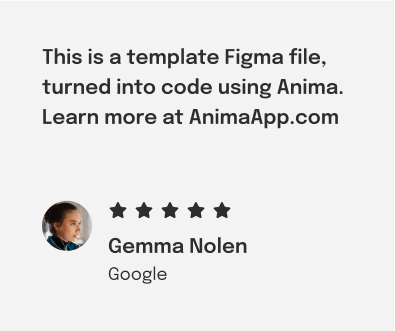 This is a template Figma file,
turned into code using Anima.
Learn more at AnimaApp.com
Gemma Nolen
Google